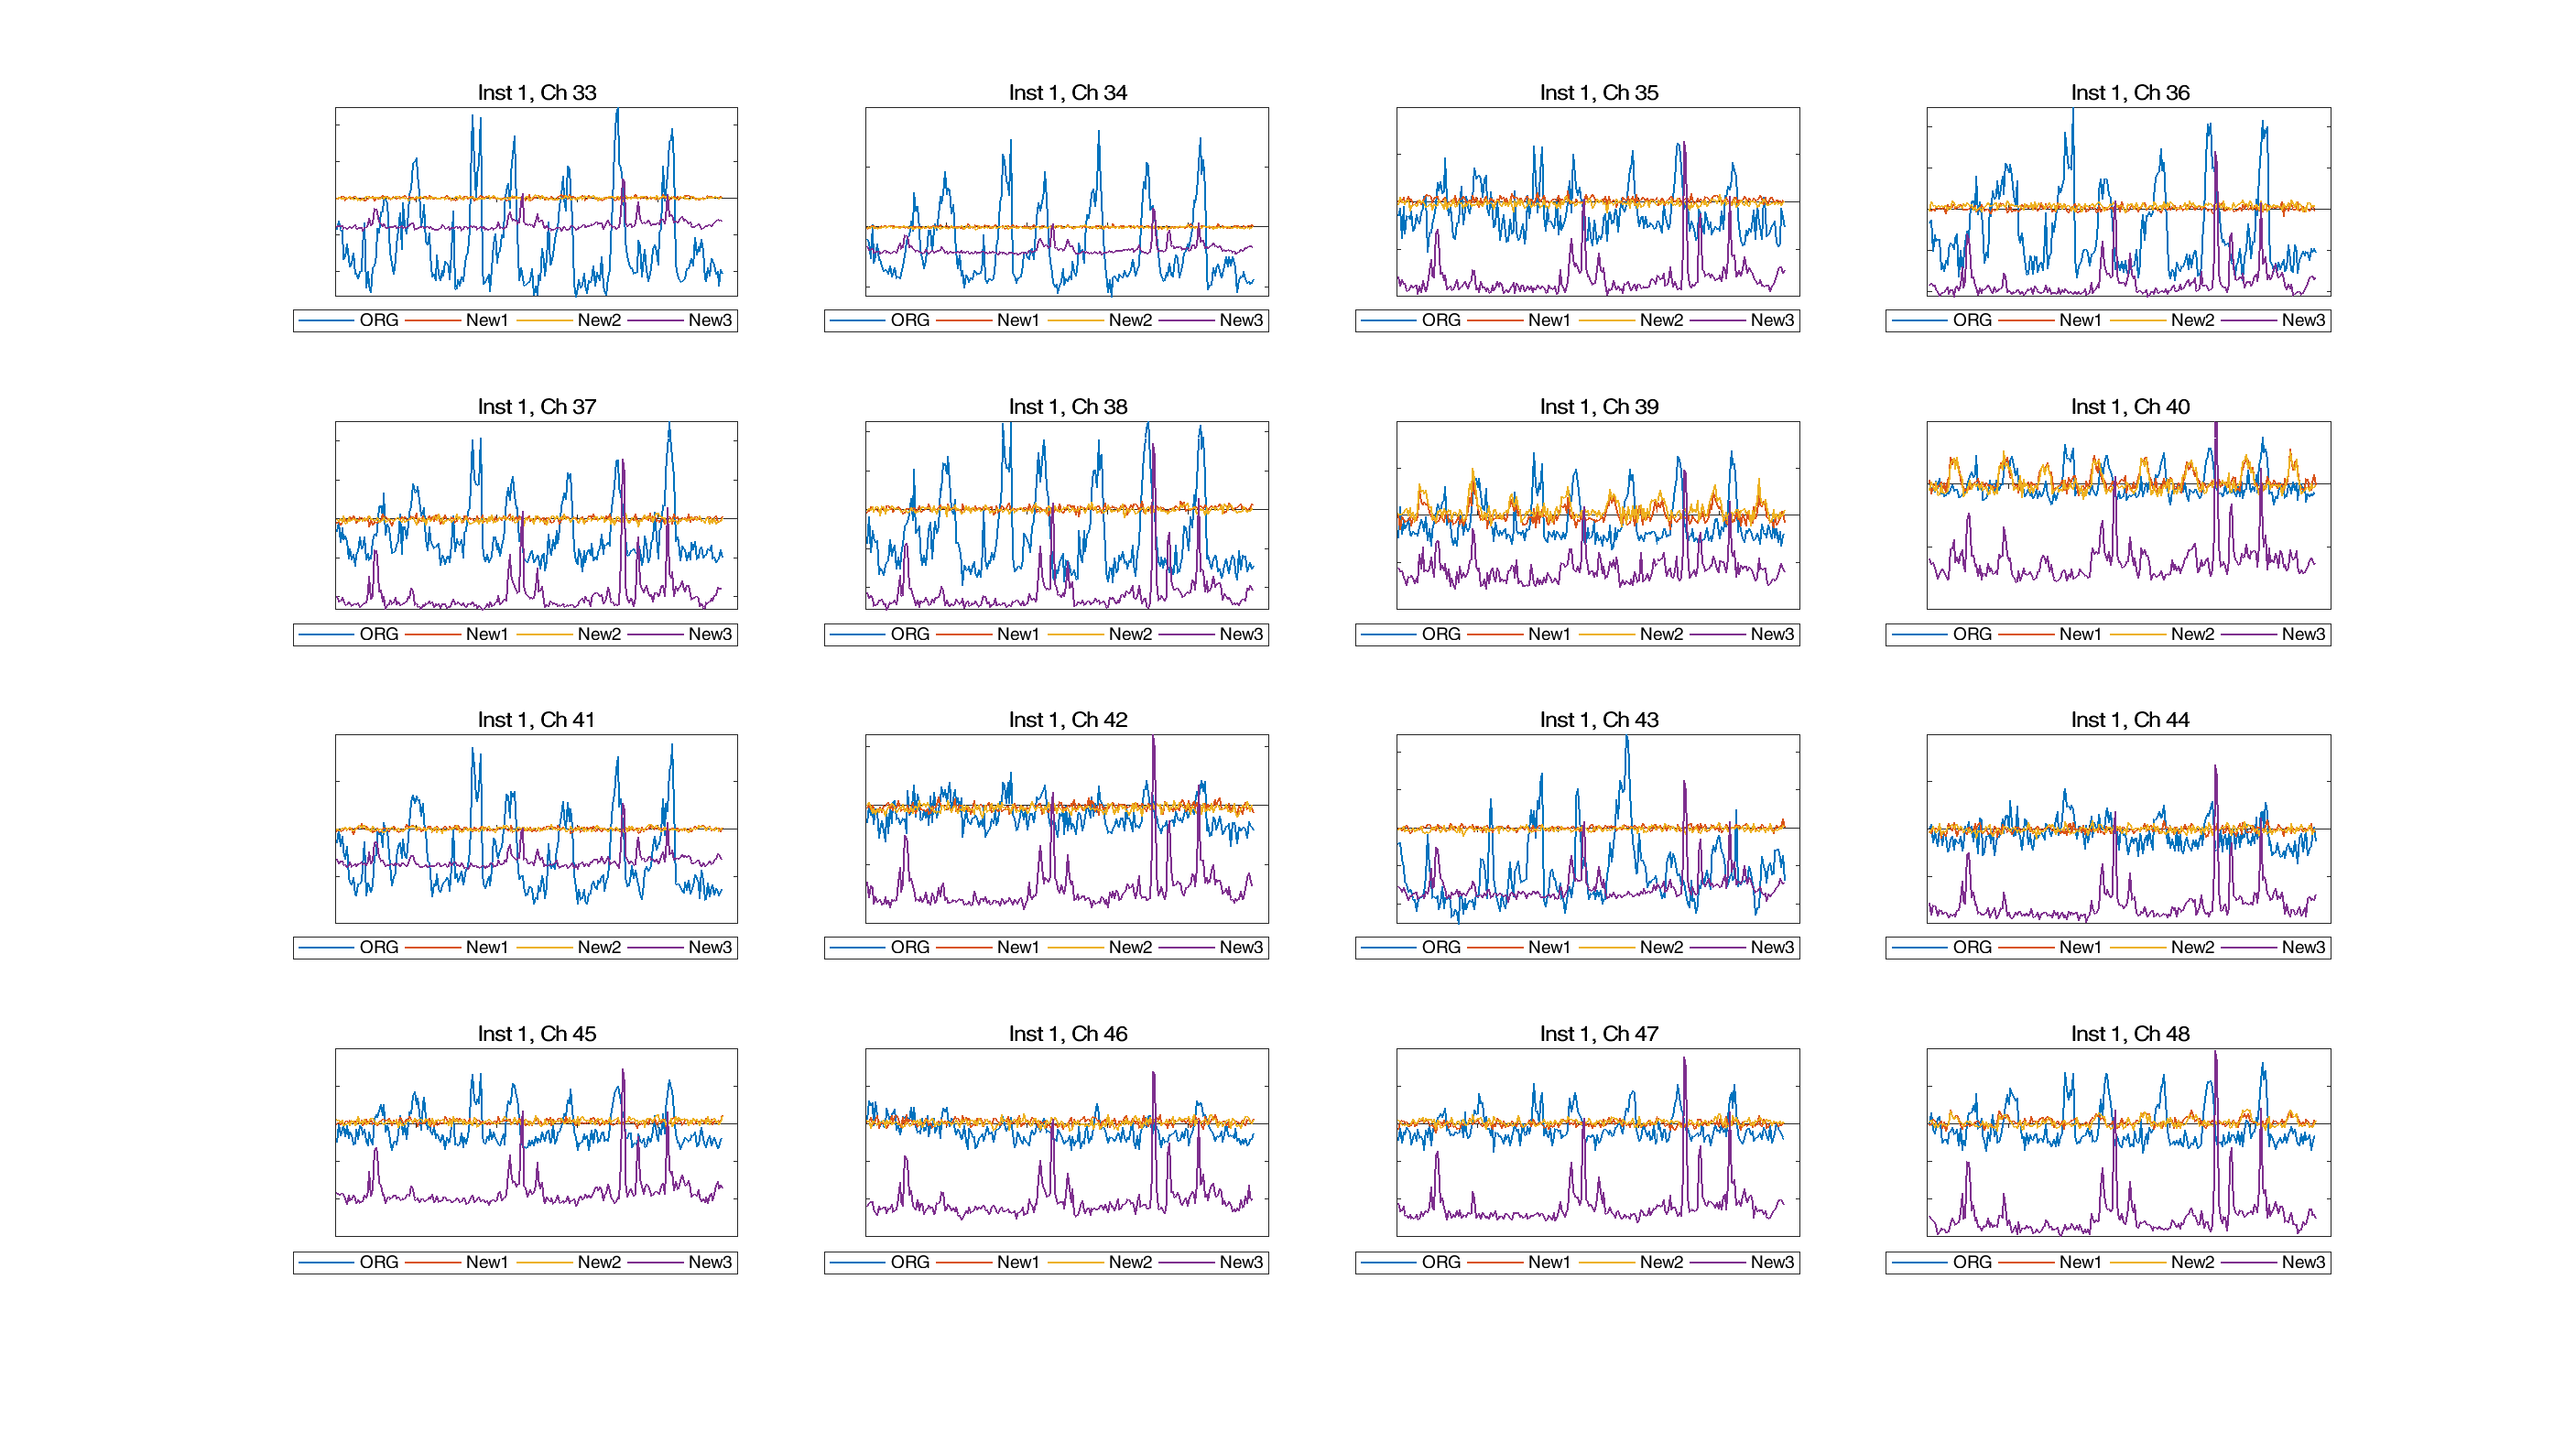 Inst 1, Ch 33
ORG New1 New2 New3
Inst 1, Ch 34
ORG New1 New2 New3
Inst 1, Ch 35
ORG New1 New2 New3
Inst 1, Ch 36
ORG New1 New2 New3
Inst 1, Ch 37
ORG New1 New2 New3
Inst 1, Ch 38
ORG New1 New2 New3
Inst 1, Ch 39
ORG New1 New2 New3
Inst 1, Ch 40
ORG New1 New2 New3
Inst 1, Ch 41
ORG New1 New2 New3
Inst 1, Ch 42
ORG New1 New2 New3
Inst 1, Ch 43
ORG New1 New2 New3
Inst 1, Ch 44
ORG New1 New2 New3
Inst 1, Ch 45
ORG New1 New2 New3
Inst 1, Ch 46
ORG New1 New2 New3
Inst 1, Ch 47
ORG New1 New2 New3
Inst 1, Ch 48
ORG New1 New2 New3